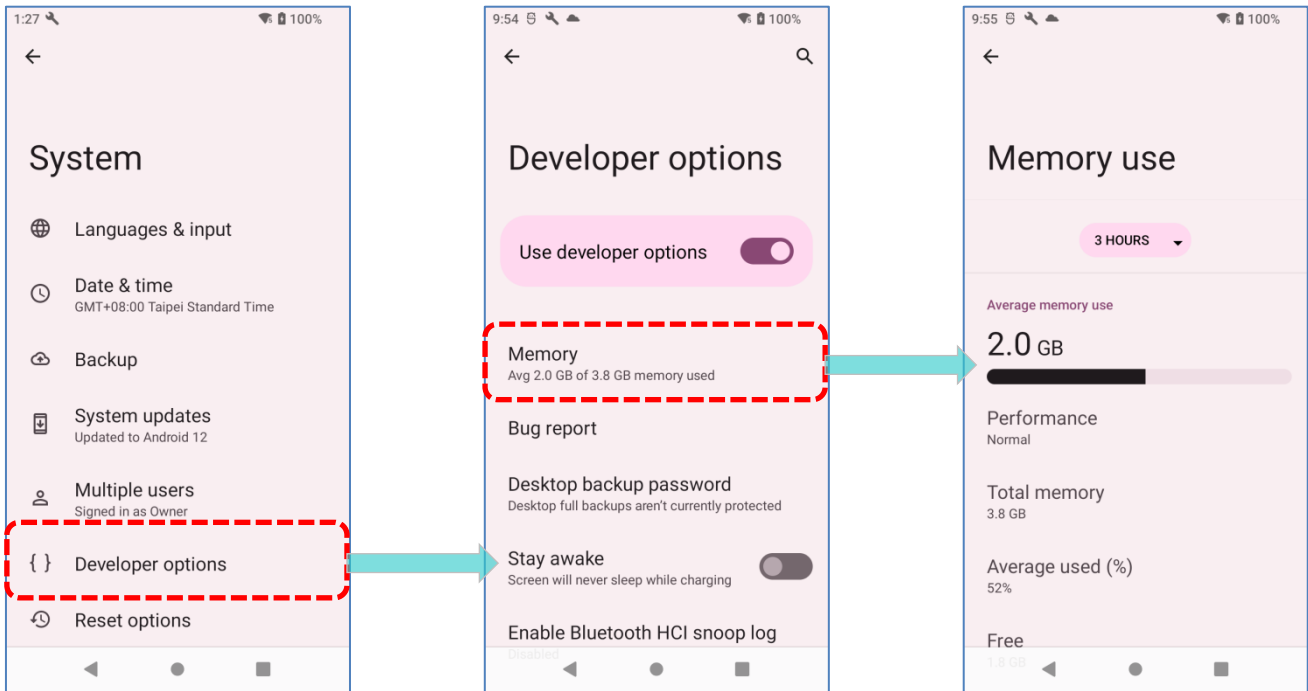 1:27 100%
System
Languages & input
Date & time
GMT+08:00 Taipei Standard Time
Backup
System updates
Updated to Android 12
Multiple users
Signed in as Owner
{ } Developer options
Reset options
9:54 100%
Developer options
Use developer options
Memory
Avg 2.0 GB of 3.8 GB memory used
Bug report
Desktop backup password
Desktop full backups aren't currently protected
Stay awake
Screen will never sleep while charging
Enable Bluetooth HCI snoop log
Disabled
9:55 100%
Memory use
3 HOURS
Average memory use
2.0 GB
Performance
Normal
Total memory
3.8 GB
Average used (%)
52%
Free
1.8 GB